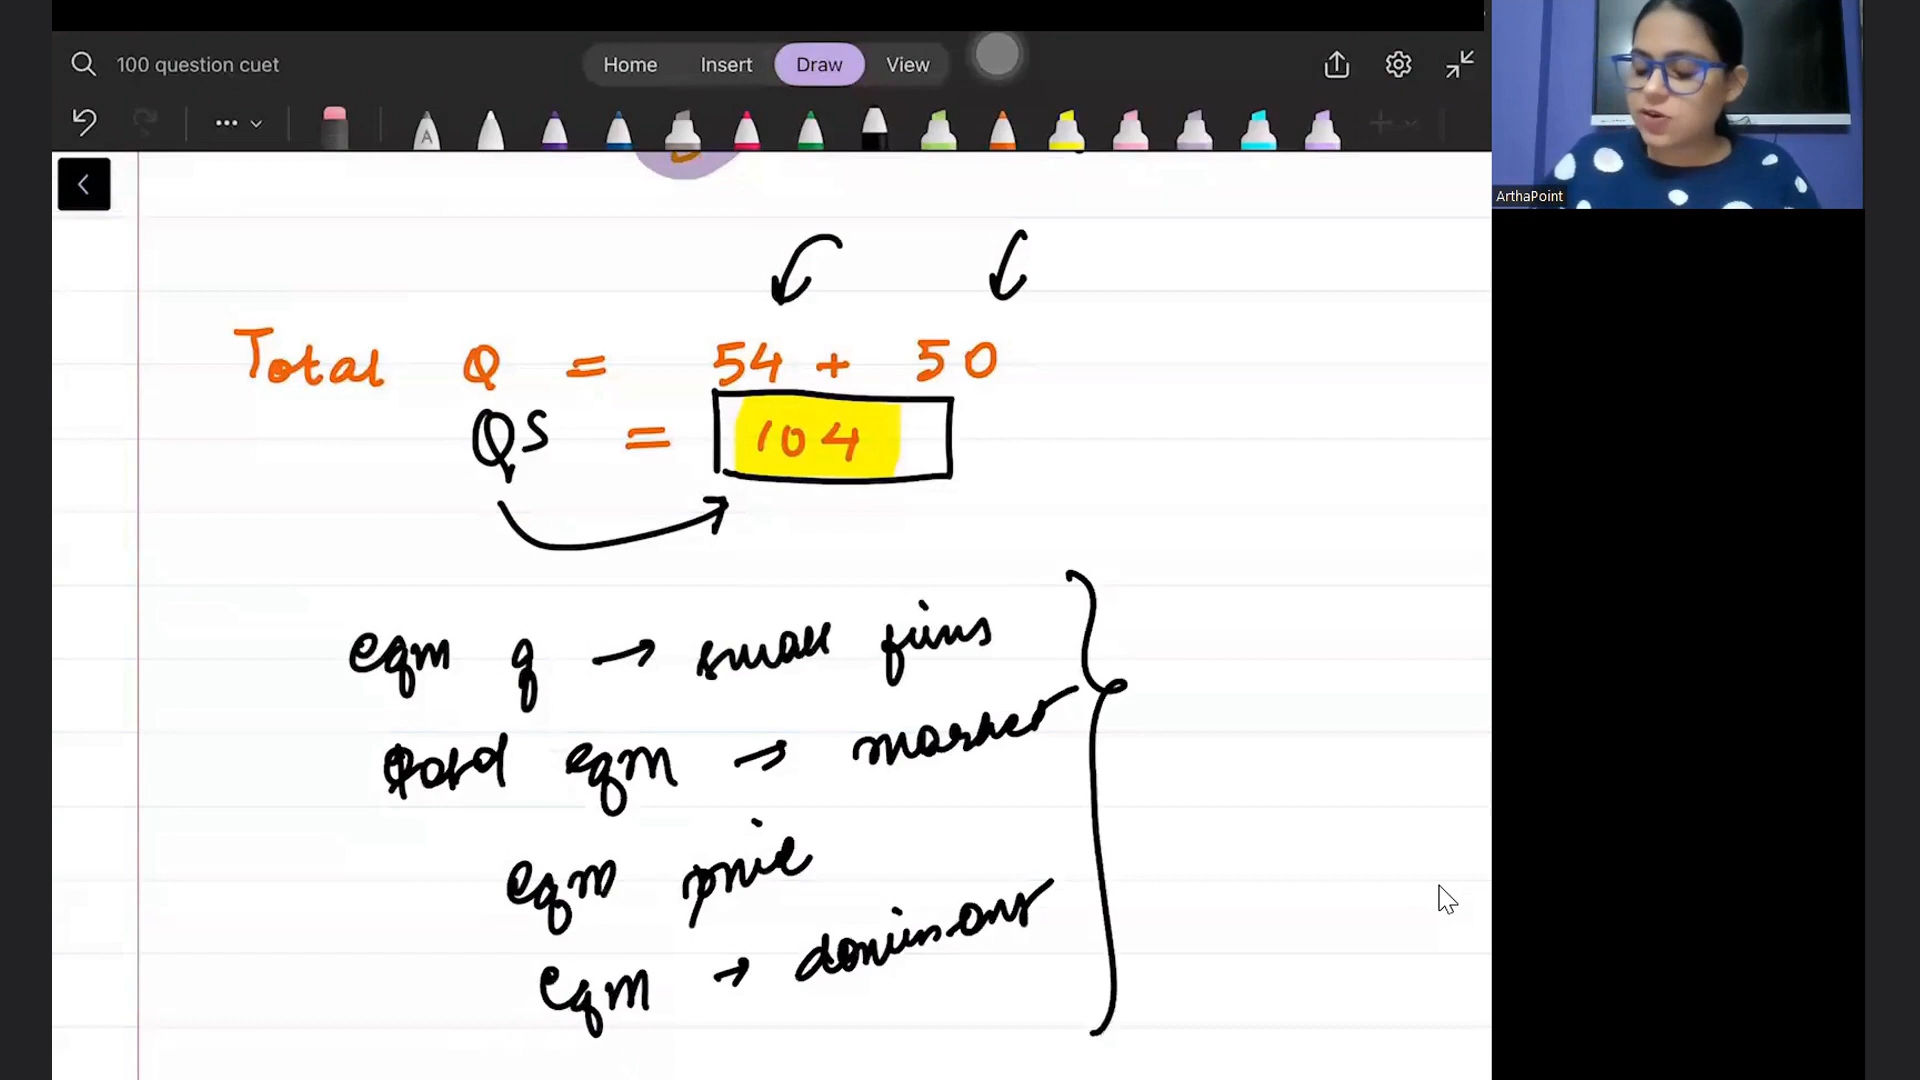 100 question cuet
Home Insert Draw View
A
ArthaPoint
Total Q = 54 + 50
QS = 104
eqm q → small firms
total eqm → market
eqm price
eqm → dominant